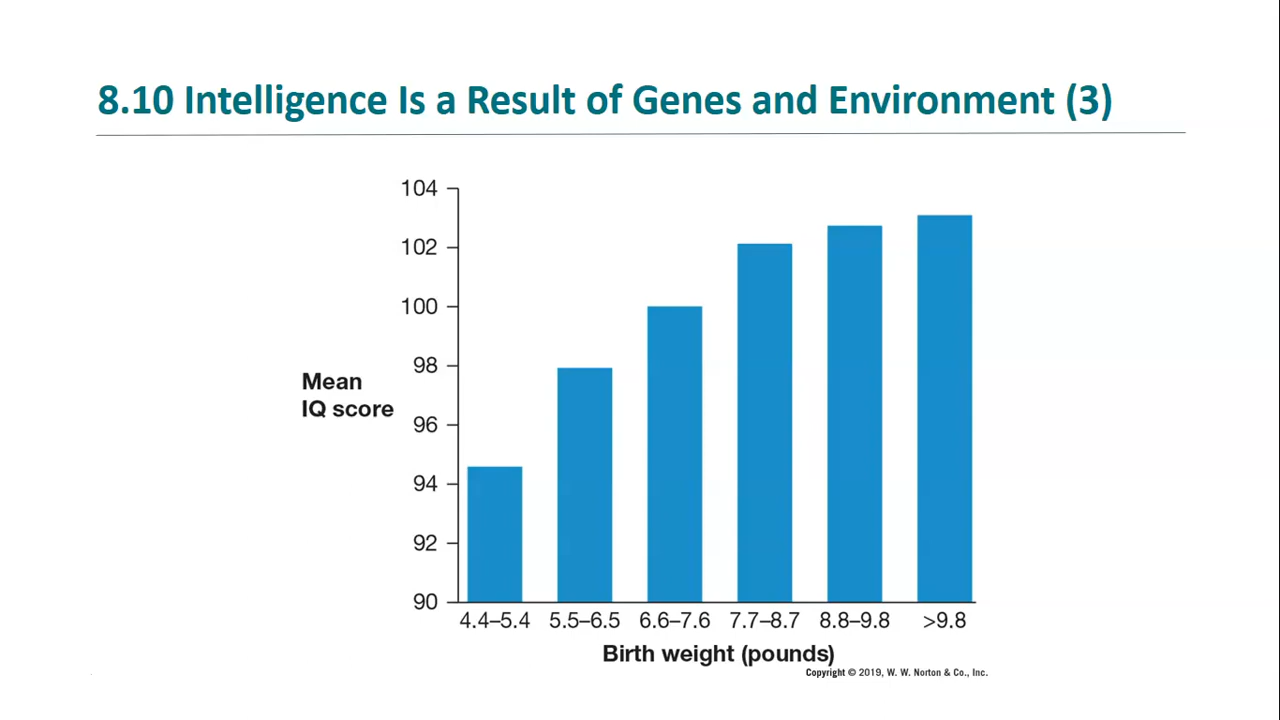 8.10 Intelligence Is a Result of Genes and Environment (3)
104
102
100
98
96
94
92
90
Mean
IQ score
4.4–5.4 5.5–6.5 6.6–7.6 7.7–8.7 8.8–9.8 >9.8
Birth weight (pounds)
Copyright © 2019, W. W. Norton & Co., Inc.